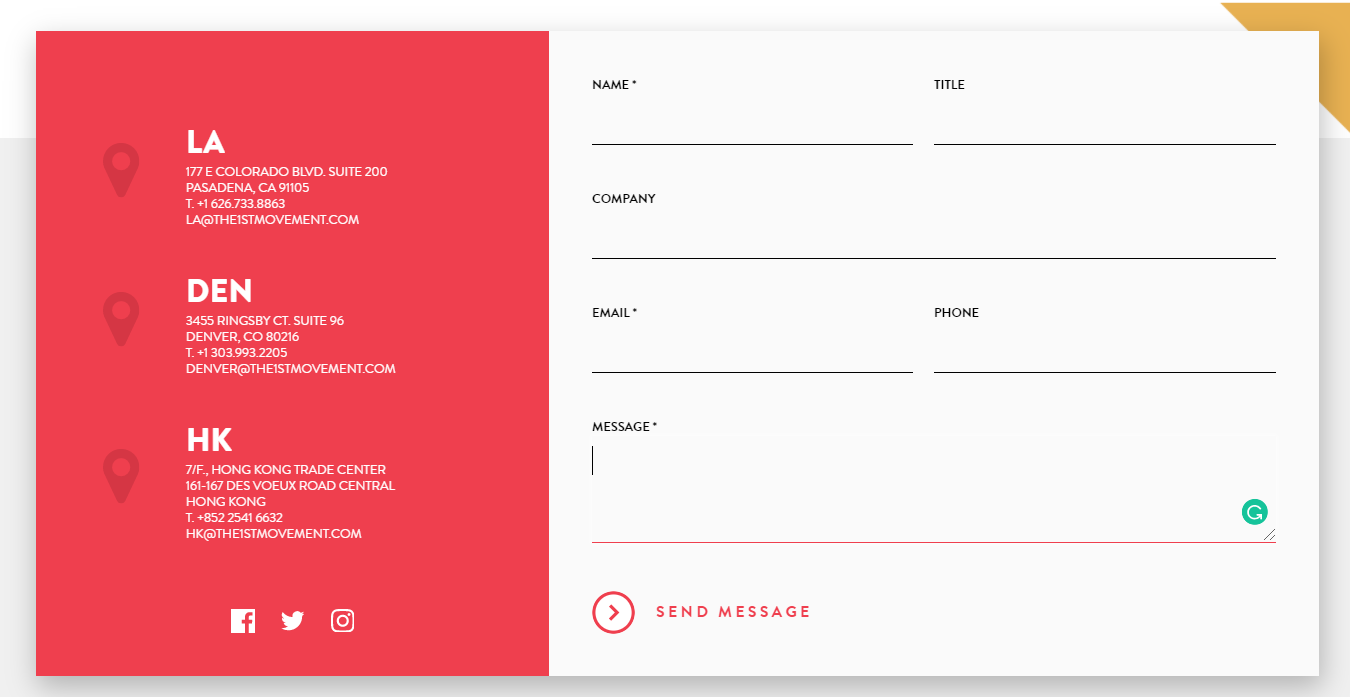 LA
177 E COLORADO BLVD. SUITE 200
PASADENA, CA 91105
T. +1 626.733.8863
LA@THE1STMOVEMENT.COM
DEN
3455 RINGSBY CT. SUITE 96
DENVER, CO 80216
T. +1 303.993.2205
DENVER@THE1STMOVEMENT.COM
HK
7/F., HONG KONG TRADE CENTER
161-167 DES VOEUX ROAD CENTRAL
HONG KONG
T. +852 2541 6632
HK@THE1STMOVEMENT.COM
NAME *
TITLE
COMPANY
EMAIL *
PHONE
MESSAGE *
SEND MESSAGE